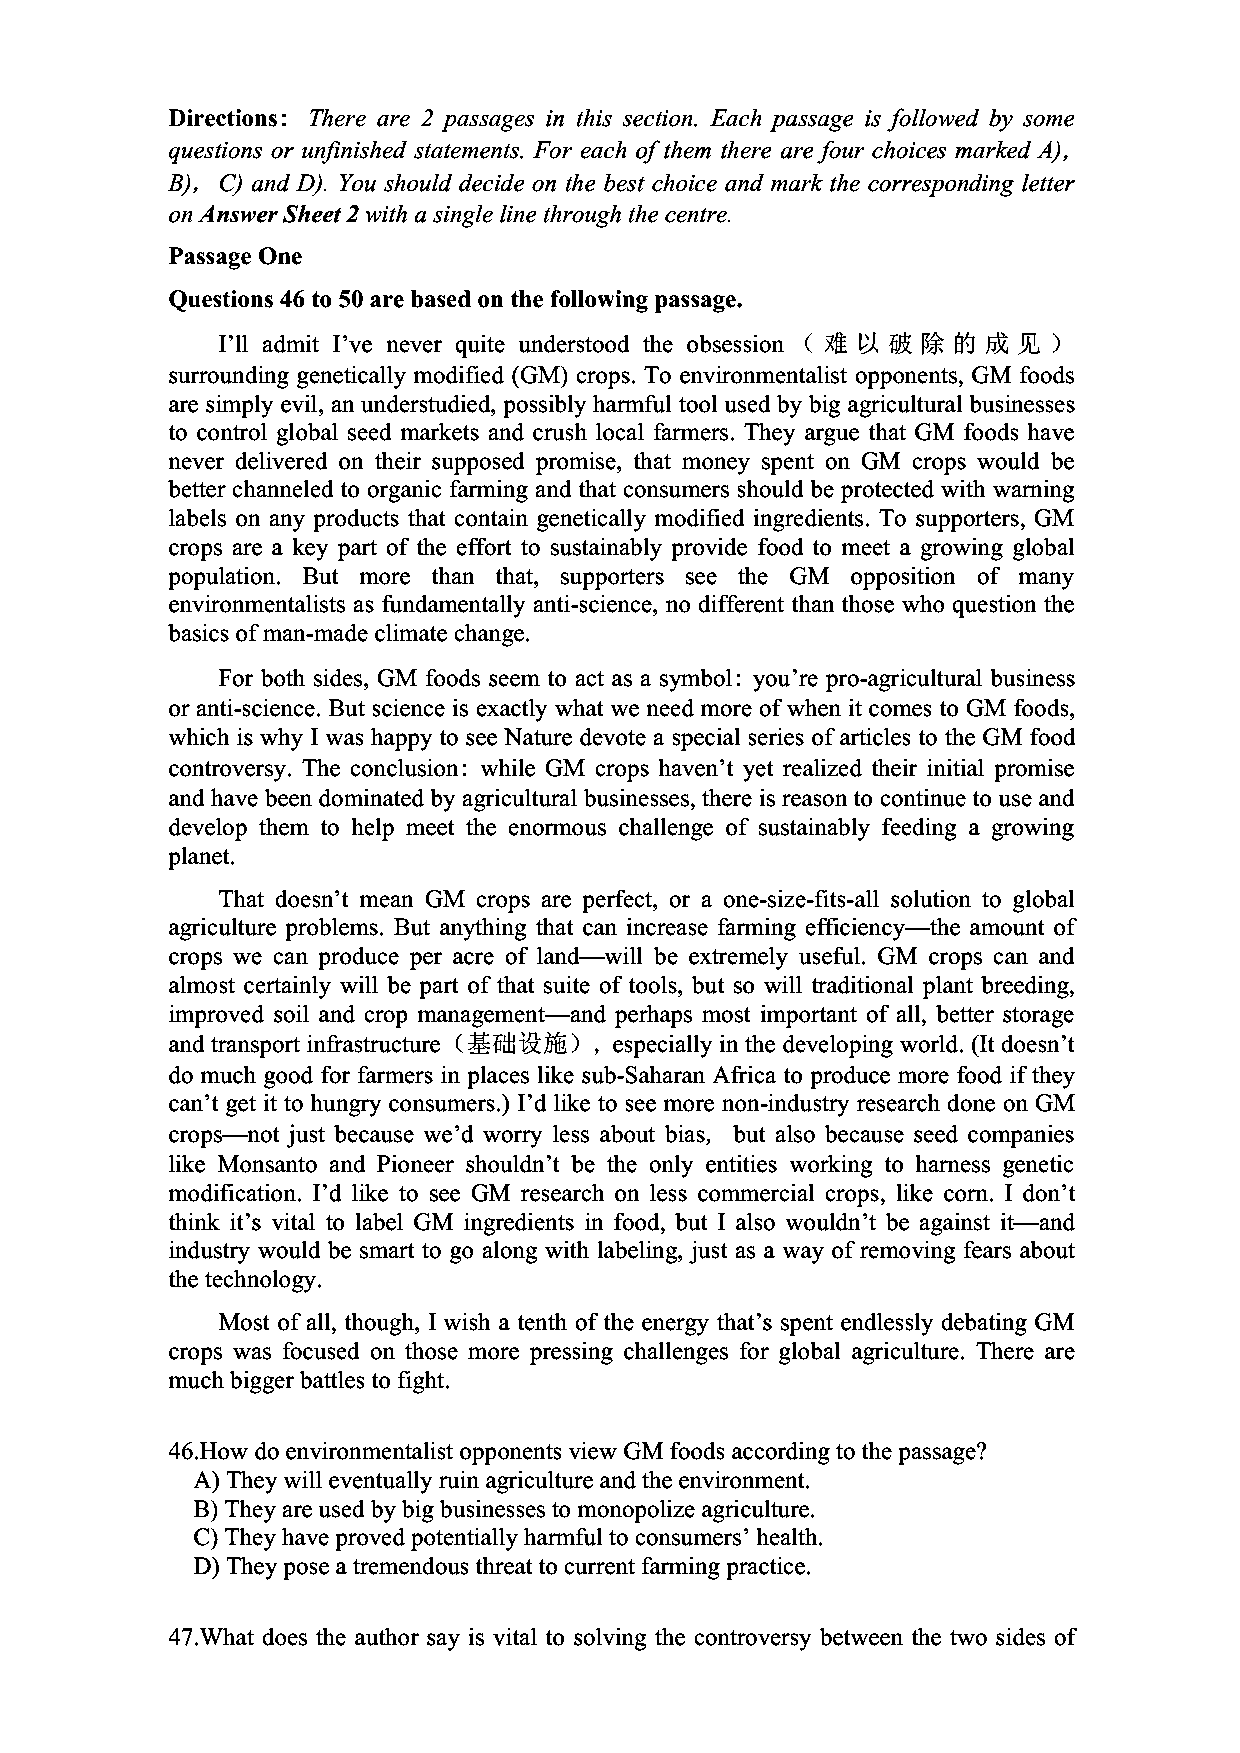 Directions： There are 2 passages in this section. Each passage is followed by some
questions or unfinished statements. For each of them there are four choices marked A)，
B)， C) and D). You should decide on the best choice and mark the corresponding letter
on Answer Sheet 2 with a single line through the centre.
Passage One
Questions 46 to 50 are based on the following passage.
I’ll admit I’ve never quite understood the obsession（难以破除的成见）
surrounding genetically modified (GM) crops. To environmentalist opponents, GM foods
are simply evil, an understudied, possibly harmful tool used by big agricultural businesses
to control global seed markets and crush local farmers. They argue that GM foods have
never delivered on their supposed promise, that money spent on GM crops would be
better channeled to organic farming and that consumers should be protected with warning
labels on any products that contain genetically modified ingredients. To supporters, GM
crops are a key part of the effort to sustainably provide food to meet a growing global
population. But more than that, supporters see the GM opposition of many
environmentalists as fundamentally anti-science, no different than those who question the
basics of man-made climate change.
For both sides, GM foods seem to act as a symbol：you’re pro-agricultural business
or anti-science. But science is exactly what we need more of when it comes to GM foods,
which is why I was happy to see Nature devote a special series of articles to the GM food
controversy. The conclusion：while GM crops haven’t yet realized their initial promise
and have been dominated by agricultural businesses, there is reason to continue to use and
develop them to help meet the enormous challenge of sustainably feeding a growing
planet.
That doesn’t mean GM crops are perfect, or a one-size-fits-all solution to global
agriculture problems. But anything that can increase farming efficiency—the amount of
crops we can produce per acre of land—will be extremely useful. GM crops can and
almost certainly will be part of that suite of tools, but so will traditional plant breeding,
improved soil and crop management—and perhaps most important of all, better storage
and transport infrastructure（基础设施）, especially in the developing world. (It doesn’t
do much good for farmers in places like sub-Saharan Africa to produce more food if they
can’t get it to hungry consumers.) I’d like to see more non-industry research done on GM
crops—not just because we’d worry less about bias， but also because seed companies
like Monsanto and Pioneer shouldn’t be the only entities working to harness genetic
modification. I’d like to see GM research on less commercial crops, like corn. I don’t
think it’s vital to label GM ingredients in food, but I also wouldn’t be against it—and
industry would be smart to go along with labeling, just as a way of removing fears about
the technology.
Most of all, though, I wish a tenth of the energy that’s spent endlessly debating GM
crops was focused on those more pressing challenges for global agriculture. There are
much bigger battles to fight.
46.How do environmentalist opponents view GM foods according to the passage?
A) They will eventually ruin agriculture and the environment.
B) They are used by big businesses to monopolize agriculture.
C) They have proved potentially harmful to consumers’ health.
D) They pose a tremendous threat to current farming practice.
47.What does the author say is vital to solving the controversy between the two sides of